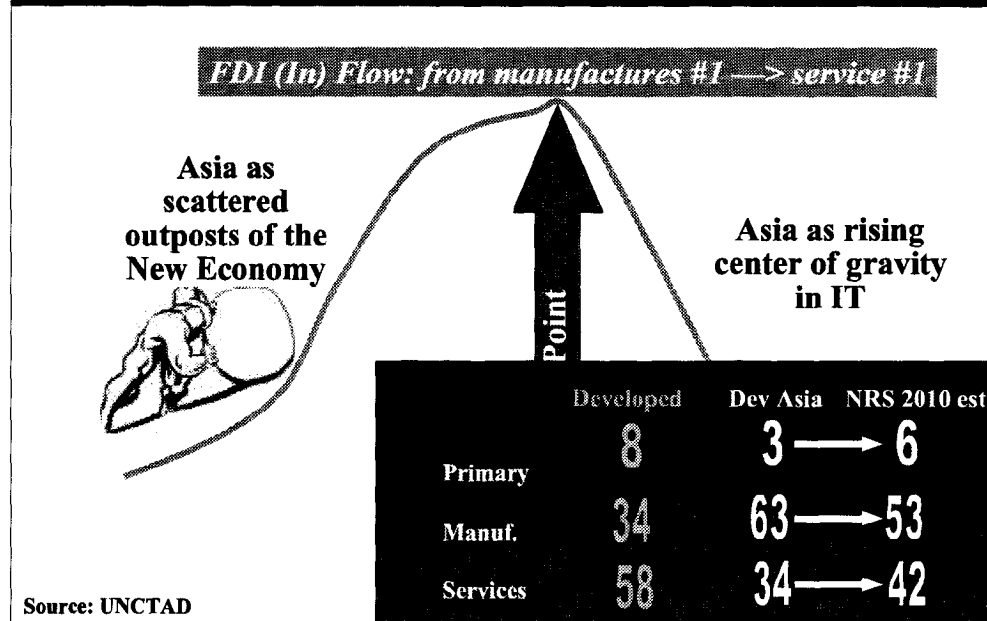 FDI (In) Flow: from manufactures #1 —> service #1
Asia as
scattered
outposts of the
New Economy
Asia as rising
center of gravity
in IT
Point
Developed Dev Asia NRS 2010 est
Primary 8 3 6
Manuf. 34 63 53
Services 58 34 42
Source: UNCTAD